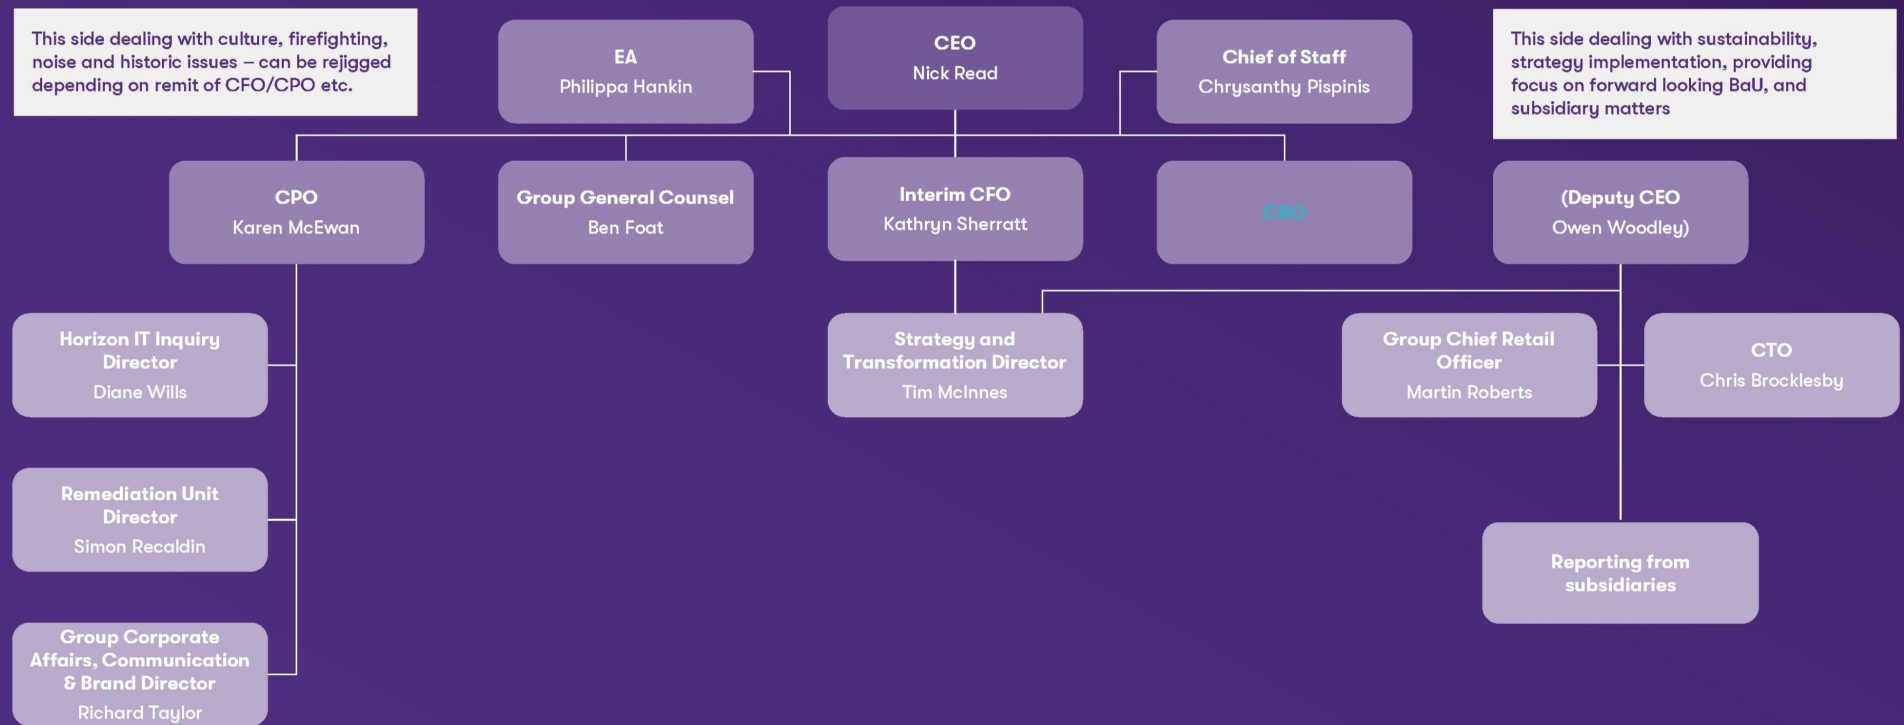 This side dealing with culture, firefighting,
noise and historic issues – can be rejigged
depending on remit of CFO/CPO etc.
EA
Philippa Hankin
CEO
Nick Read
Chief of Staff
Chrysanthy Pispinis
This side dealing with sustainability,
strategy implementation, providing
focus on forward looking BaU, and
subsidiary matters
CPO
Karen McEwan
Group General Counsel
Ben Foat
Interim CFO
Kathryn Sherratt
CRO
(Deputy CEO
Owen Woodley)
Horizon IT Inquiry
Director
Diane Wills
Strategy and
Transformation Director
Tim McInnes
Group Chief Retail
Officer
Martin Roberts
CTO
Chris Brocklesby
Remediation Unit
Director
Simon Recaldin
Reporting from
subsidiaries
Group Corporate
Affairs, Communication
& Brand Director
Richard Taylor